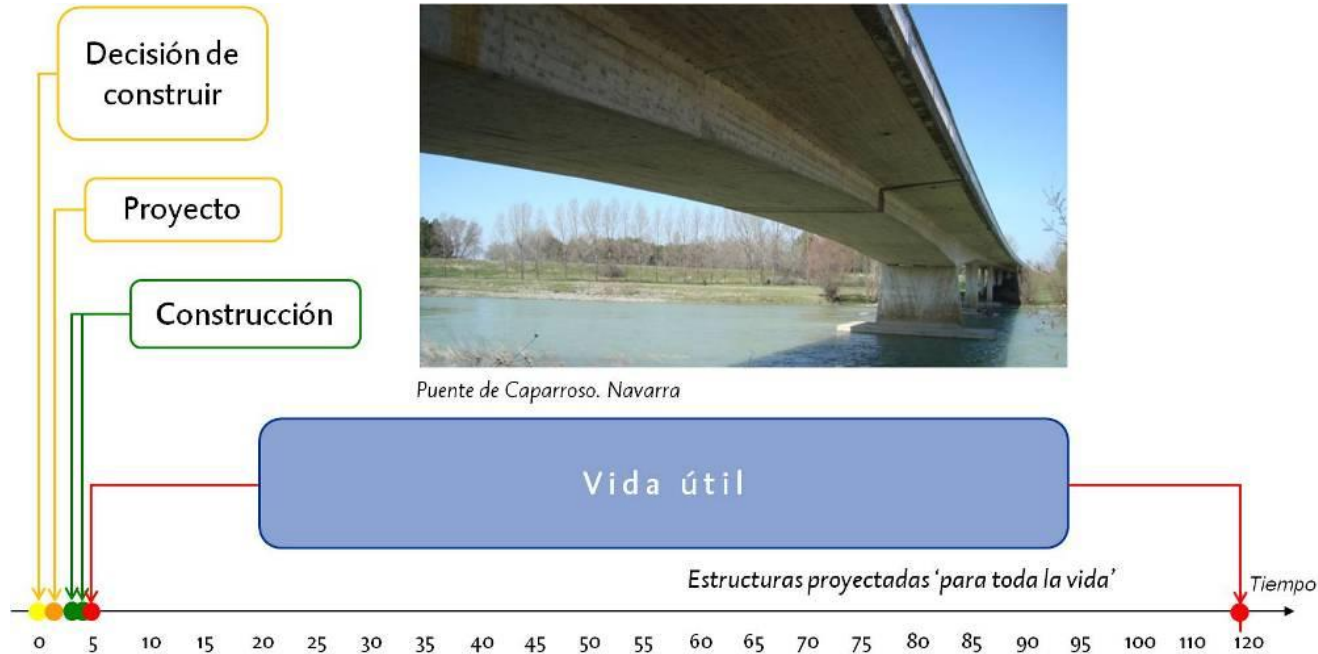 Decisión de
construir
Proyecto
Construcción
Puente de Caparroso. Navarra
Vida útil
Estructuras proyectadas ‘para toda la vida’
Tiempo
0 5 10 15 20 25 30 35 40 45 50 55 60 65 70 75 80 85 90 95 100 110 120